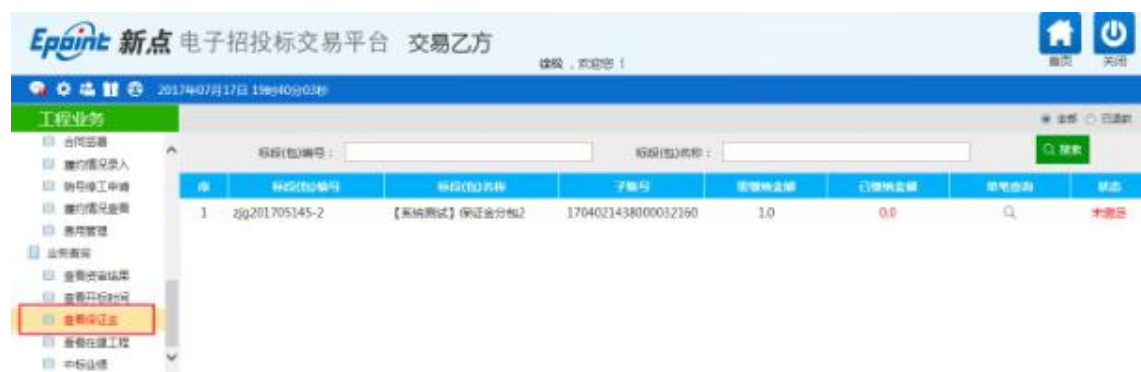 Epoint 新点 电子招投标交易平台 交易乙方
徐姣，欢迎您！
首页 关闭
2017年07月17日 19时40分03秒
工程业务
全部 已退款
合同签署
履约情况录入
标段(包)编号： 标段(包)名称： 搜索
履约情况查看
费用管理
序 标段(包)编号 标段(包)名称 子账号 需缴纳金额 已缴纳金额 单笔查询 状态
1 zjg201705145-2 【系统测试】保证金分包2 1704021438000032160 1.0 0.0 未缴足
业务查询
查看资审结果
查看开标时间
查看保证金
查看在建工程
中标业绩